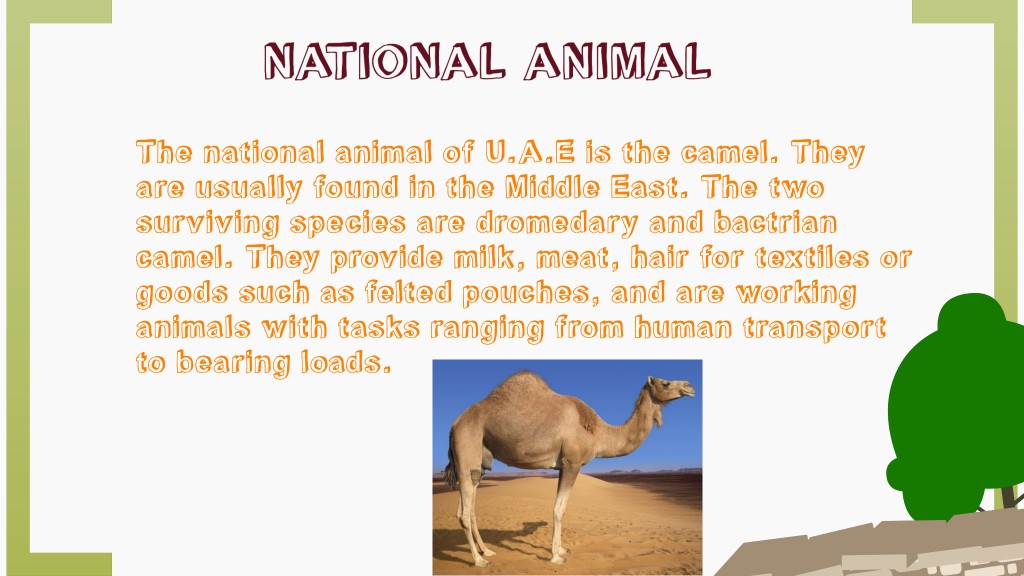 NATIONAL ANIMAL
The national animal of U.A.E is the camel. They
are usually found in the Middle East. The two
surviving species are dromedary and bactrian
camel. They provide milk, meat, hair for textiles or
goods such as felted pouches, and are working
animals with tasks ranging from human transport
to bearing loads.